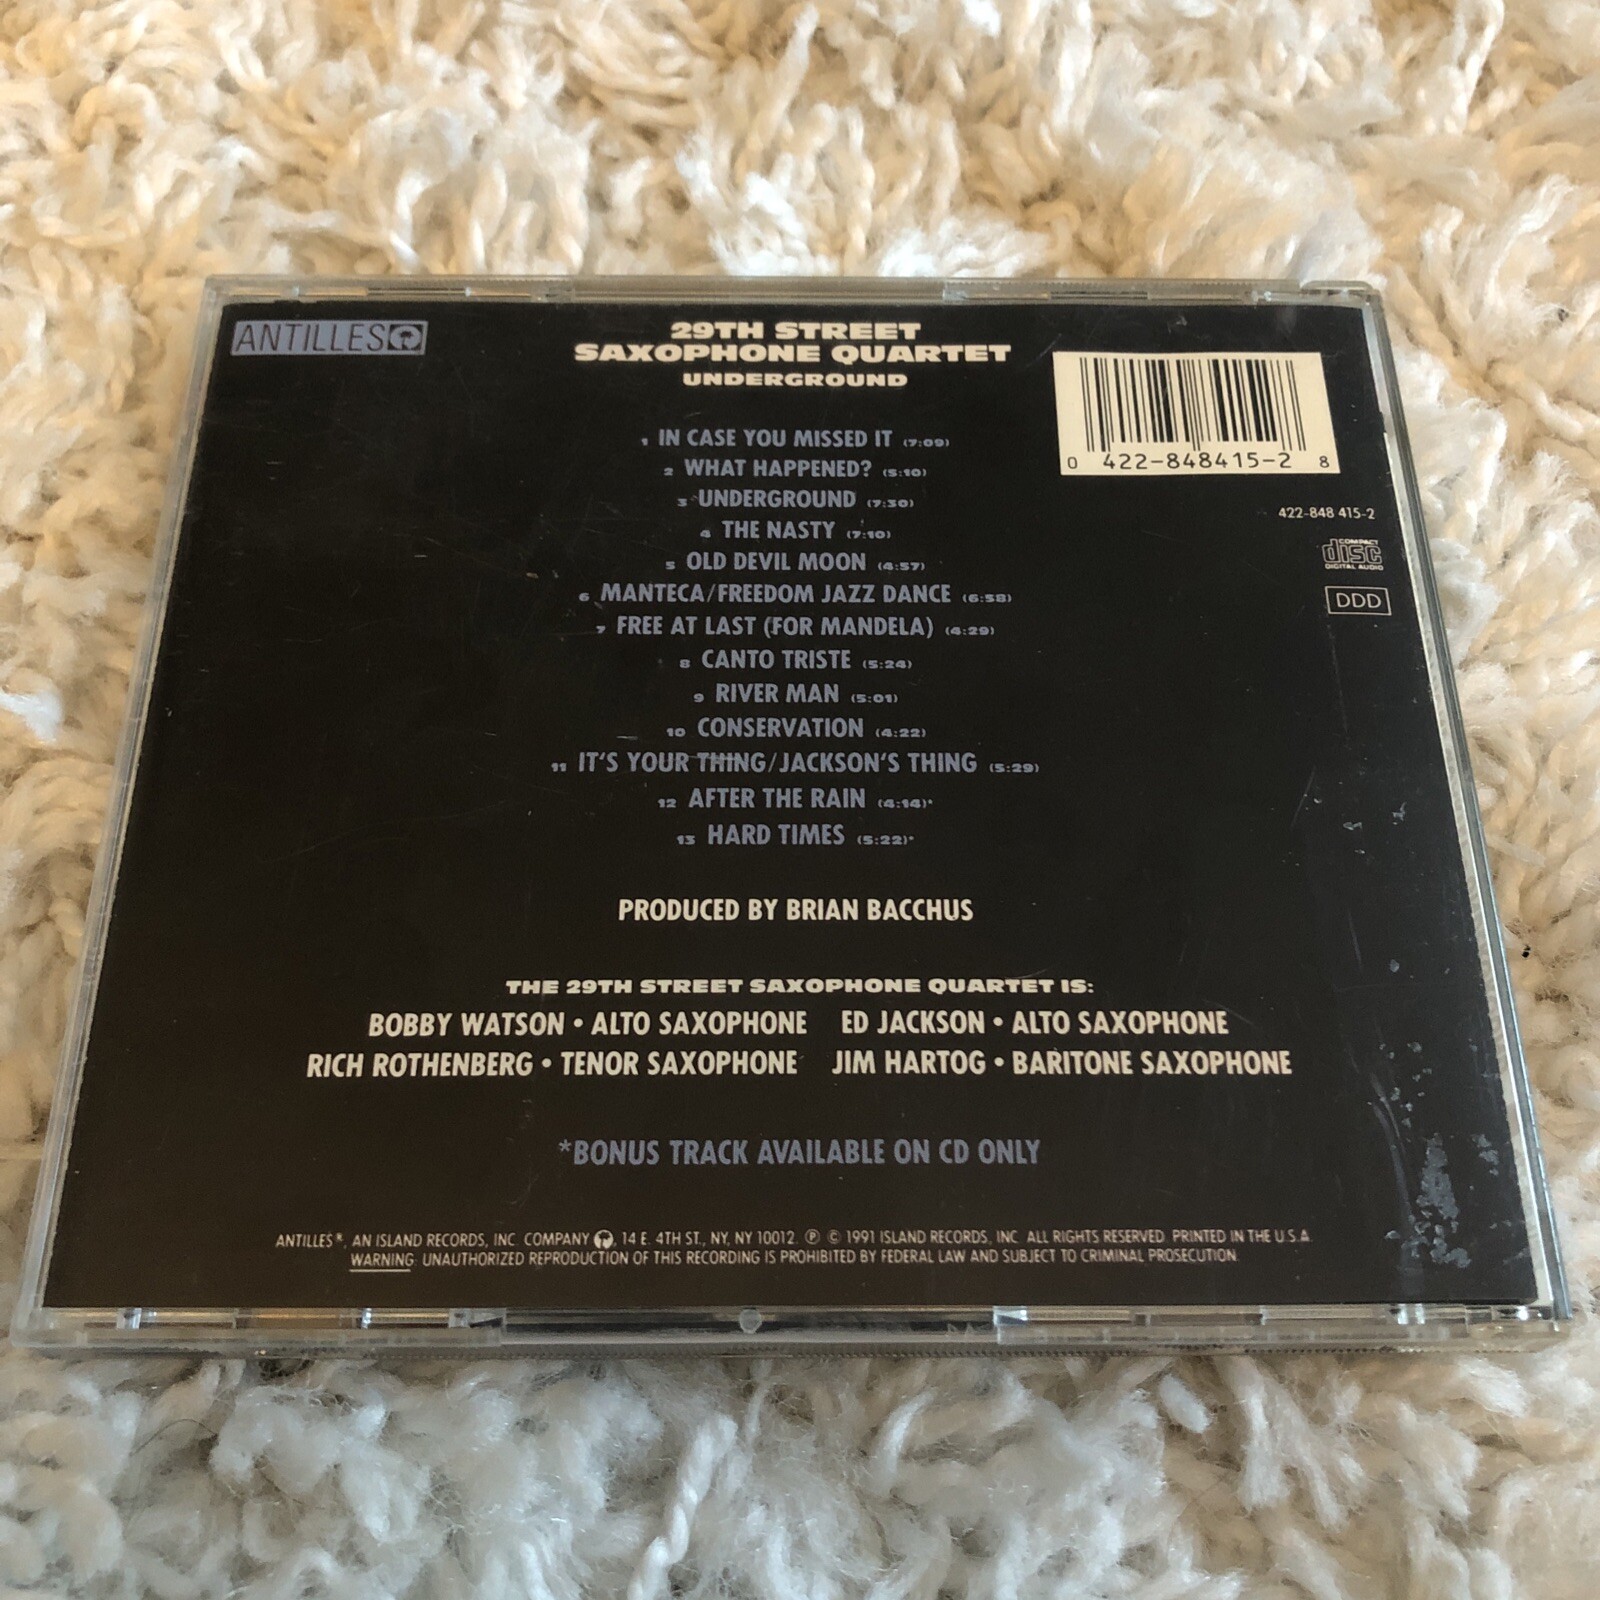 ANTILLES
29TH STREET
SAXOPHONE QUARTET
UNDERGROUND
1 IN CASE YOU MISSED IT (7:09)
2 WHAT HAPPENED? (5:10)
3 UNDERGROUND (7:30)
4 THE NASTY (7:10)
5 OLD DEVIL MOON (4:57)
6 MANTECA/FREEDOM JAZZ DANCE (6:58)
7 FREE AT LAST (FOR MANDELA) (4:29)
8 CANTO TRISTE (5:24)
9 RIVER MAN (5:01)
10 CONSERVATION (4:22)
11 IT'S YOUR THING/JACKSON'S THING (5:29)
12 AFTER THE RAIN (4:14)*
13 HARD TIMES (5:22)*
0 422-848415-2 8
422-848 415-2
COMPACT
disc
DIGITAL AUDIO
DDD
PRODUCED BY BRIAN BACCHUS
THE 29TH STREET SAXOPHONE QUARTET IS:
BOBBY WATSON • ALTO SAXOPHONE ED JACKSON • ALTO SAXOPHONE
RICH ROTHENBERG • TENOR SAXOPHONE JIM HARTOG • BARITONE SAXOPHONE
*BONUS TRACK AVAILABLE ON CD ONLY
ANTILLES®, AN ISLAND RECORDS, INC. COMPANY, 14 E. 4TH ST., NY, NY 10012. ℗ © 1991 ISLAND RECORDS, INC. ALL RIGHTS RESERVED. PRINTED IN THE U.S.A.
WARNING: UNAUTHORIZED REPRODUCTION OF THIS RECORDING IS PROHIBITED BY FEDERAL LAW AND SUBJECT TO CRIMINAL PROSECUTION.